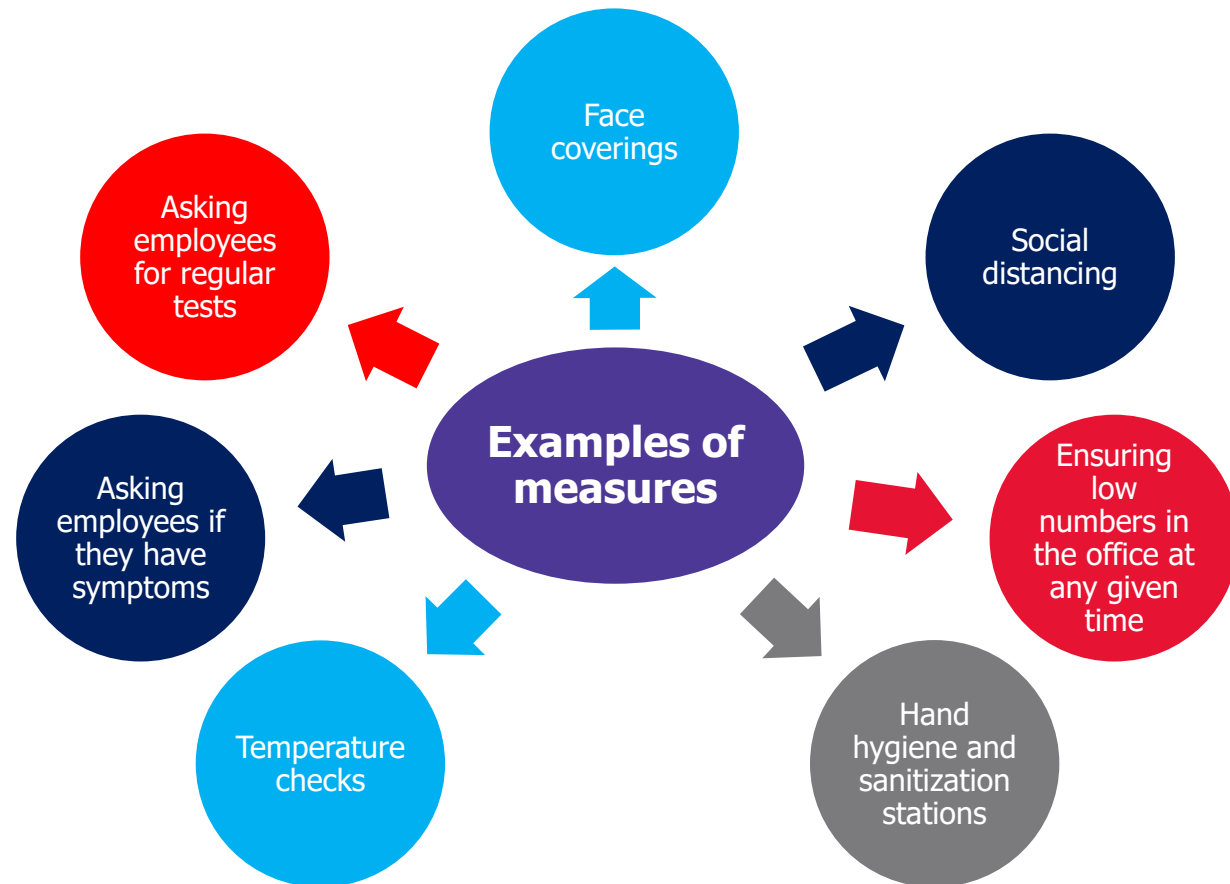 Face
coverings
Social
distancing
Ensuring
low
numbers in
the office at
any given
time
Hand
hygiene and
sanitization
stations
Temperature
checks
Asking
employees if
they have
symptoms
Asking
employees
for regular
tests
Examples of
measures